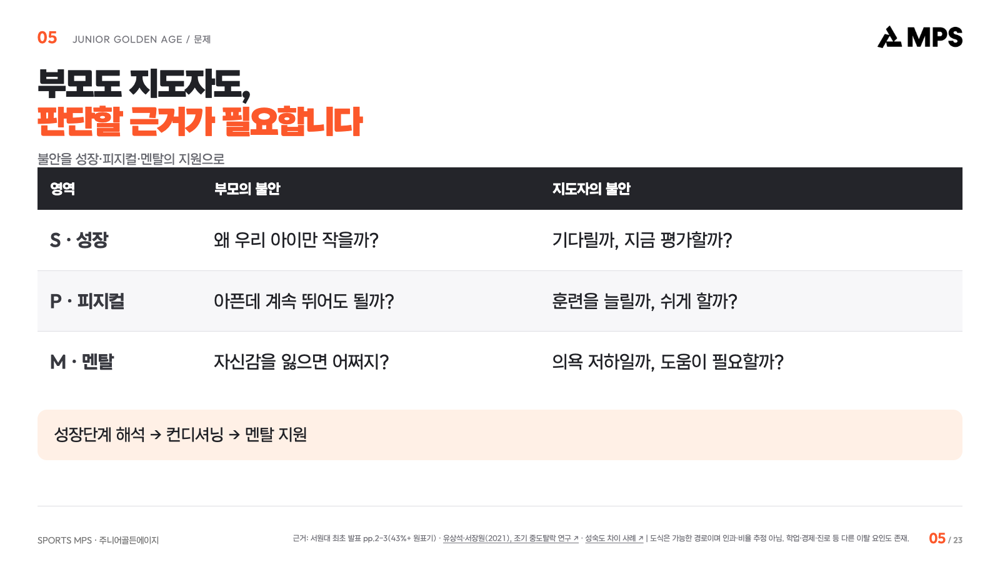 05 JUNIOR GOLDEN AGE / 문제
MPS
부모도 지도자도,
판단할 근거가 필요합니다
불안을 성장·피지컬·멘탈의 지원으로
영역 부모의 불안 지도자의 불안
S · 성장 왜 우리 아이만 작을까? 기다릴까, 지금 평가할까?
P · 피지컬 아픈데 계속 뛰어도 될까? 훈련을 늘릴까, 쉬게 할까?
M · 멘탈 자신감을 잃으면 어쩌지? 의욕 저하일까, 도움이 필요할까?
성장단계 해석 → 컨디셔닝 → 멘탈 지원
SPORTS MPS · 주니어골든에이지
근거: 서원대 최초 발표 pp.2–3(43%+ 원표기) · 유상석·서장원(2021), 조기 중도탈락 연구 ↗ · 성숙도 차이 사례 ↗ | 도식은 가능한 경로이며 인과·비율 추정 아님. 학업·경제·진로 등 다른 이탈 요인도 존재.
05 / 23